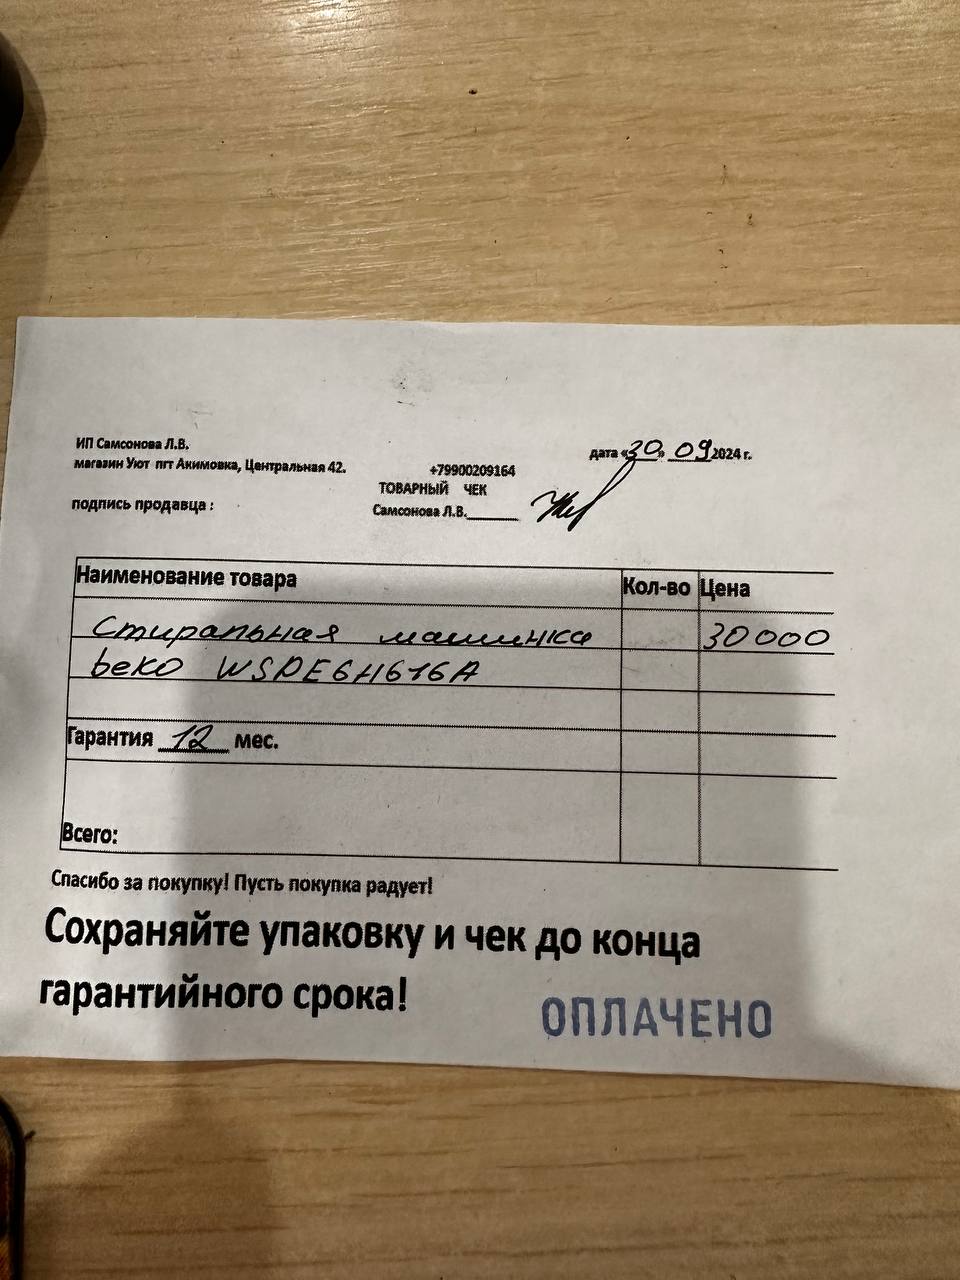 ИП Самсонова Л.В.
магазин Уют пгт Акимовка, Центральная 42.
+79900209164
дата «30» 09 2024 г.
ТОВАРНЫЙ ЧЕК
подпись продавца : Самсонова Л.В.______
Наименование товара Кол-во Цена
Стиральная машинка 30000
beko WSPE6H616A
Гарантия 12 мес.
Всего:
Спасибо за покупку! Пусть покупка радует!
Сохраняйте упаковку и чек до конца
гарантийного срока!
ОПЛАЧЕНО